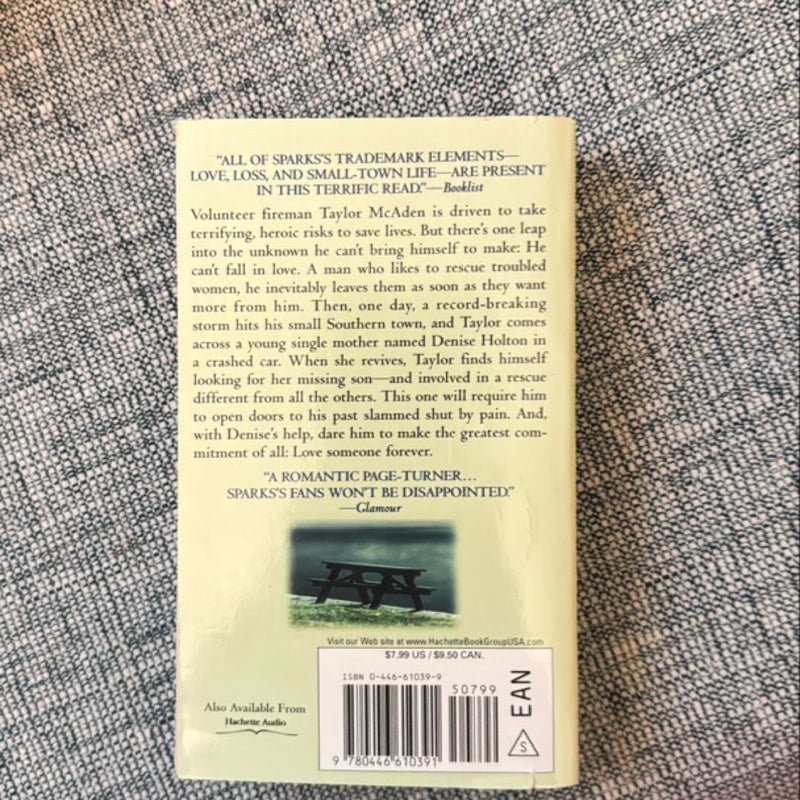 “ALL OF SPARKS’S TRADEMARK ELEMENTS—
LOVE, LOSS, AND SMALL-TOWN LIFE—ARE PRESENT
IN THIS TERRIFIC READ.”—Booklist
Volunteer fireman Taylor McAden is driven to take
terrifying, heroic risks to save lives. But there’s one leap
into the unknown he can’t bring himself to make: He
can’t fall in love. A man who likes to rescue troubled
women, he inevitably leaves them as soon as they want
more from him. Then, one day, a record-breaking
storm hits his small Southern town, and Taylor comes
across a young single mother named Denise Holton in
a crashed car. When she revives, Taylor finds himself
looking for her missing son—and involved in a rescue
different from all the others. This one will require him
to open doors to his past slammed shut by pain. And,
with Denise’s help, dare him to make the greatest com-
mitment of all: Love someone forever.
“A ROMANTIC PAGE-TURNER…
SPARKS’S FANS WON’T BE DISAPPOINTED.”
—Glamour
Visit our Web site at www.HachetteBookGroupUSA.com
$7.99 US / $9.50 CAN.
ISBN 0-446-61039-9
50799
EAN
S
9 780446 610391
Also Available From
Hachette Audio